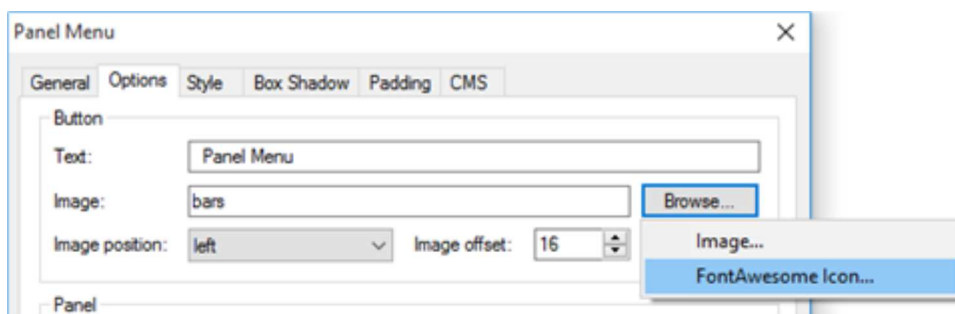 Panel Menu
General Options Style Box Shadow Padding CMS
Button
Text: Panel Menu
Image: bars Browse...
Image position: left Image offset: 16
Image...
FontAwesome Icon...
Panel